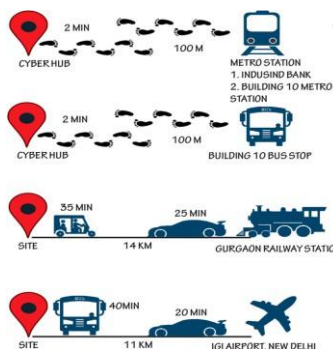 2 MIN
100 M
CYBER HUB
METRO STATION
1. INDUSIND BANK
2. BUILDING 10 METRO
STATION
2 MIN
100 M
CYBER HUB
BUILDING 10 BUS STOP
35 MIN
25 MIN
SITE
14 KM
GURGAON RAILWAY STATIO
40MIN
20 MIN
SITE
11 KM
IGI AIRPORT, NEW DELHI